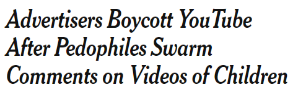 Advertisers Boycott YouTube
After Pedophiles Swarm
Comments on Videos of Children